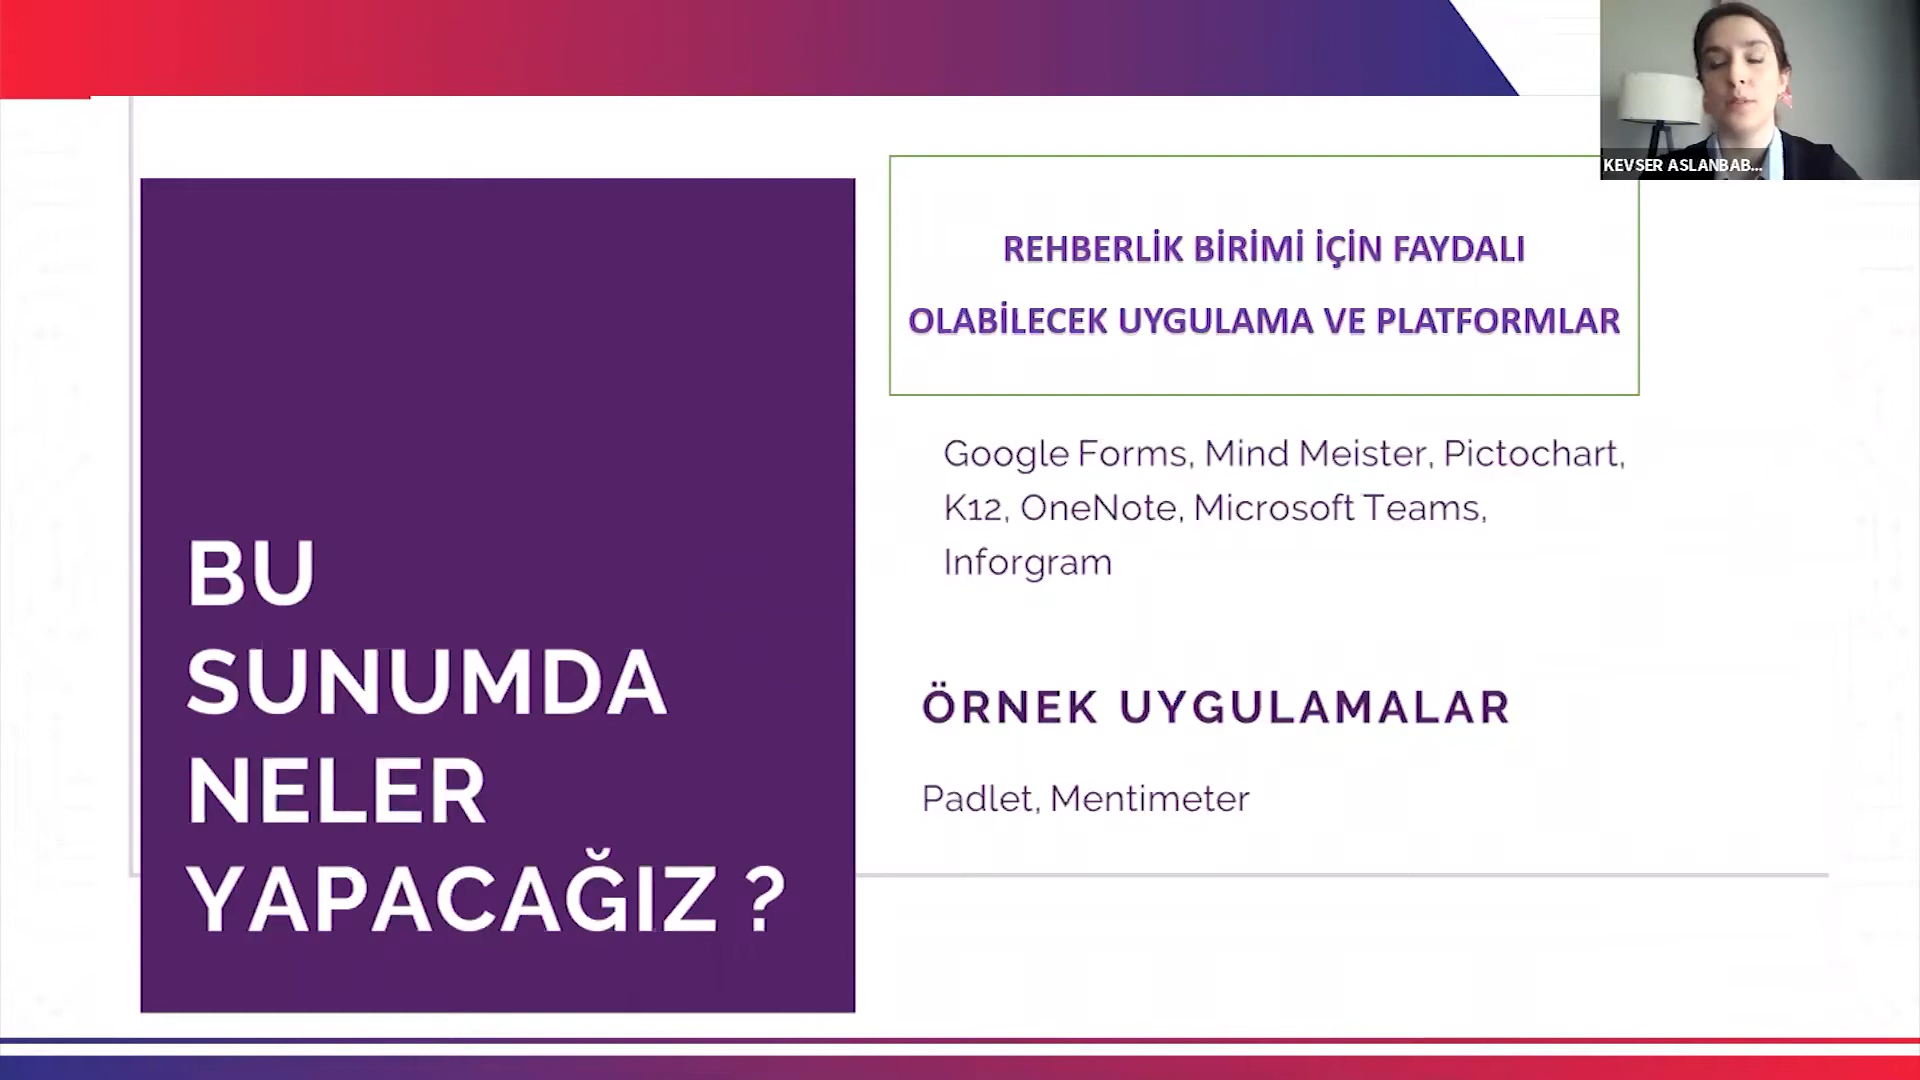 BU
SUNUMDA
NELER
YAPACAĞIZ ?
REHBERLİK BİRİMİ İÇİN FAYDALI
OLABİLECEK UYGULAMA VE PLATFORMLAR
Google Forms, Mind Meister, Pictochart,
K12, OneNote, Microsoft Teams,
Inforgram
ÖRNEK UYGULAMALAR
Padlet, Mentimeter
KEVSER ASLANBAB...